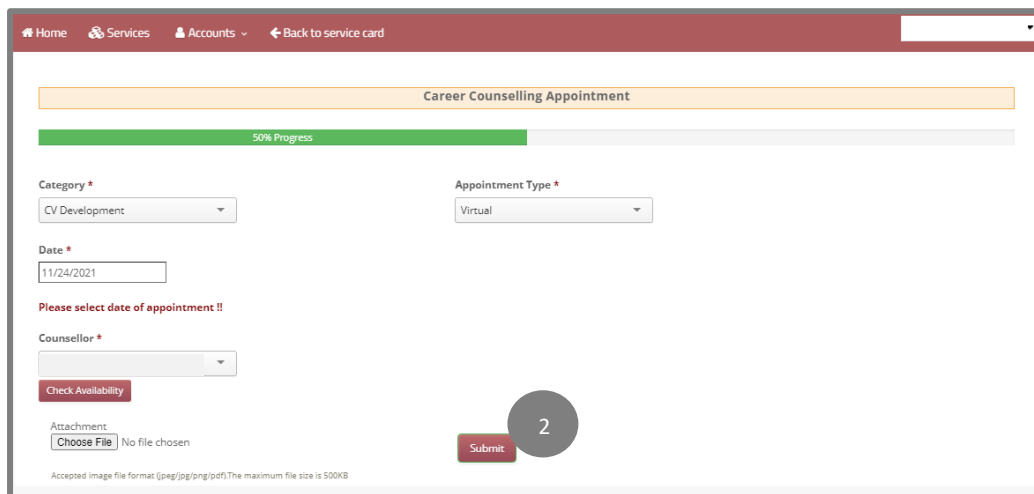 Home Services Accounts Back to service card
Career Counselling Appointment
50% Progress
Category * Appointment Type *
CV Development Virtual
Date *
11/24/2021
Please select date of appointment !!
Counsellor *
Check Availability
Attachment
Choose File No file chosen
Submit
2
Accepted image file format (jpeg/jpg/png/pdf).The maximum file size is 500KB